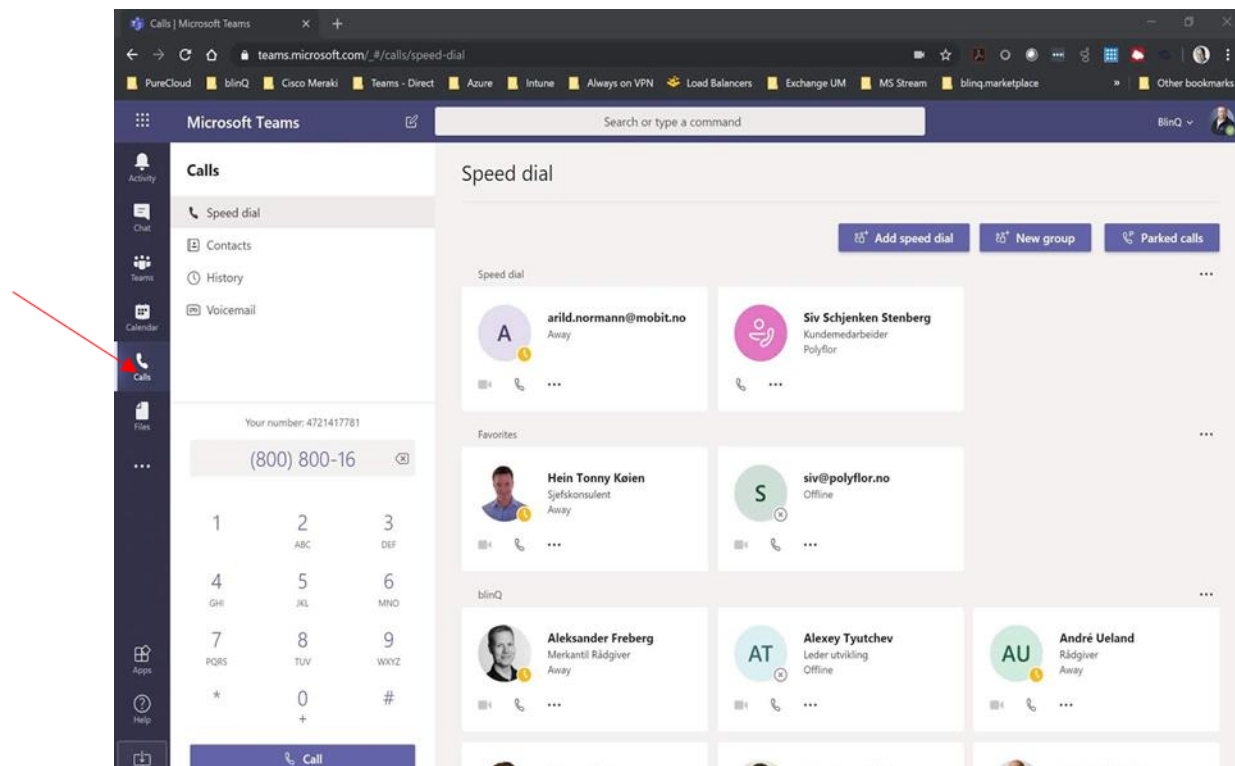 Calls | Microsoft Teams
teams.microsoft.com/_#/calls/speed-dial
PureCloud blinQ Cisco Meraki Teams - Direct Azure Intune Always on VPN Load Balancers Exchange UM MS Stream blinq.marketplace » Other bookmarks
Microsoft Teams
Search or type a command
BlinQ
Activity
Chat
Teams
Calendar
Calls
Files
Apps
Help
Calls
Speed dial
Contacts
History
Voicemail
Your number: 4721417781
(800) 800-16
1 2 3
ABC DEF
4 5 6
GHI JKL MNO
7 8 9
PQRS TUV WXYZ
* 0 #
+
Call
Speed dial
Add speed dial New group Parked calls
Speed dial
A
arild.normann@mobit.no
Away
Siv Schjenken Stenberg
Kundemedarbeider
Polyflor
Favorites
Hein Tonny Køien
Sjefskonsulent
Away
S
siv@polyflor.no
Offline
blinQ
Aleksander Freberg
Merkantil Rådgiver
Away
AT
Alexey Tyutchev
Leder utvikling
Offline
AU
André Ueland
Rådgiver
Away